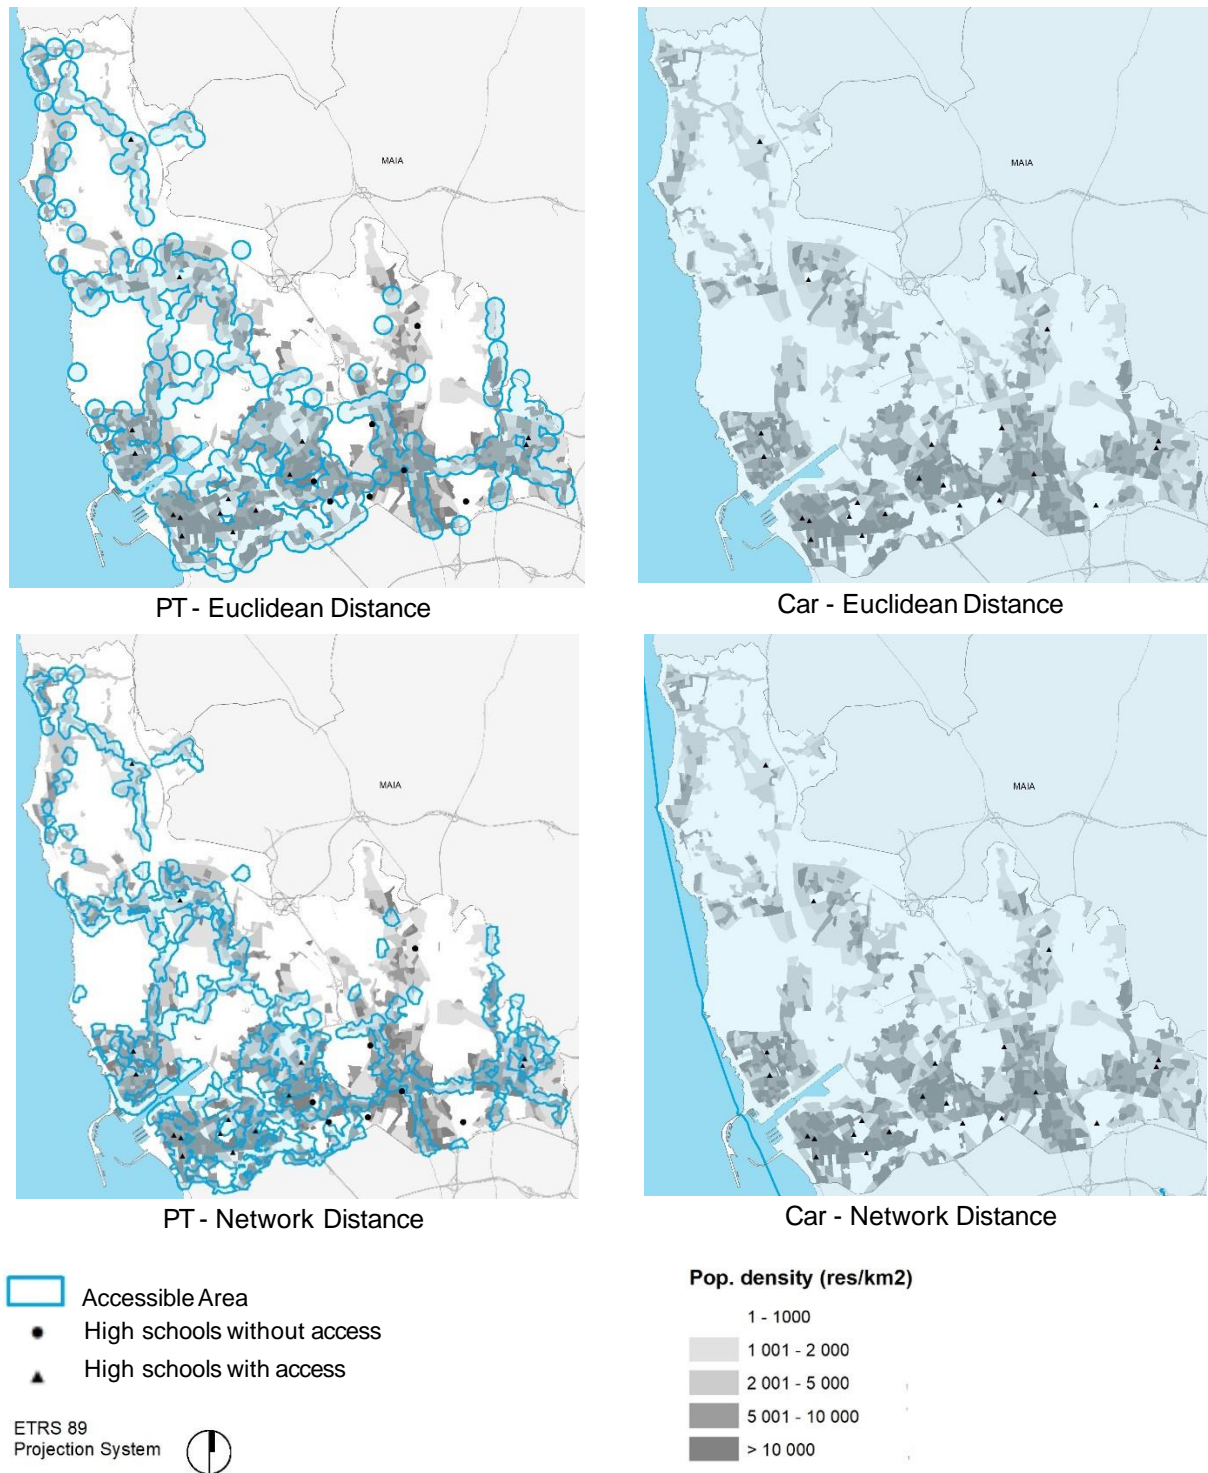 MAIA
MAIA
PT - Euclidean Distance
Car - Euclidean Distance
MAIA
MAIA
PT - Network Distance
Car - Network Distance
Accessible Area
High schools without access
High schools with access
ETRS 89
Projection System
Pop. density (res/km2)
1 - 1000
1 001 - 2 000
2 001 - 5 000
5 001 - 10 000
> 10 000